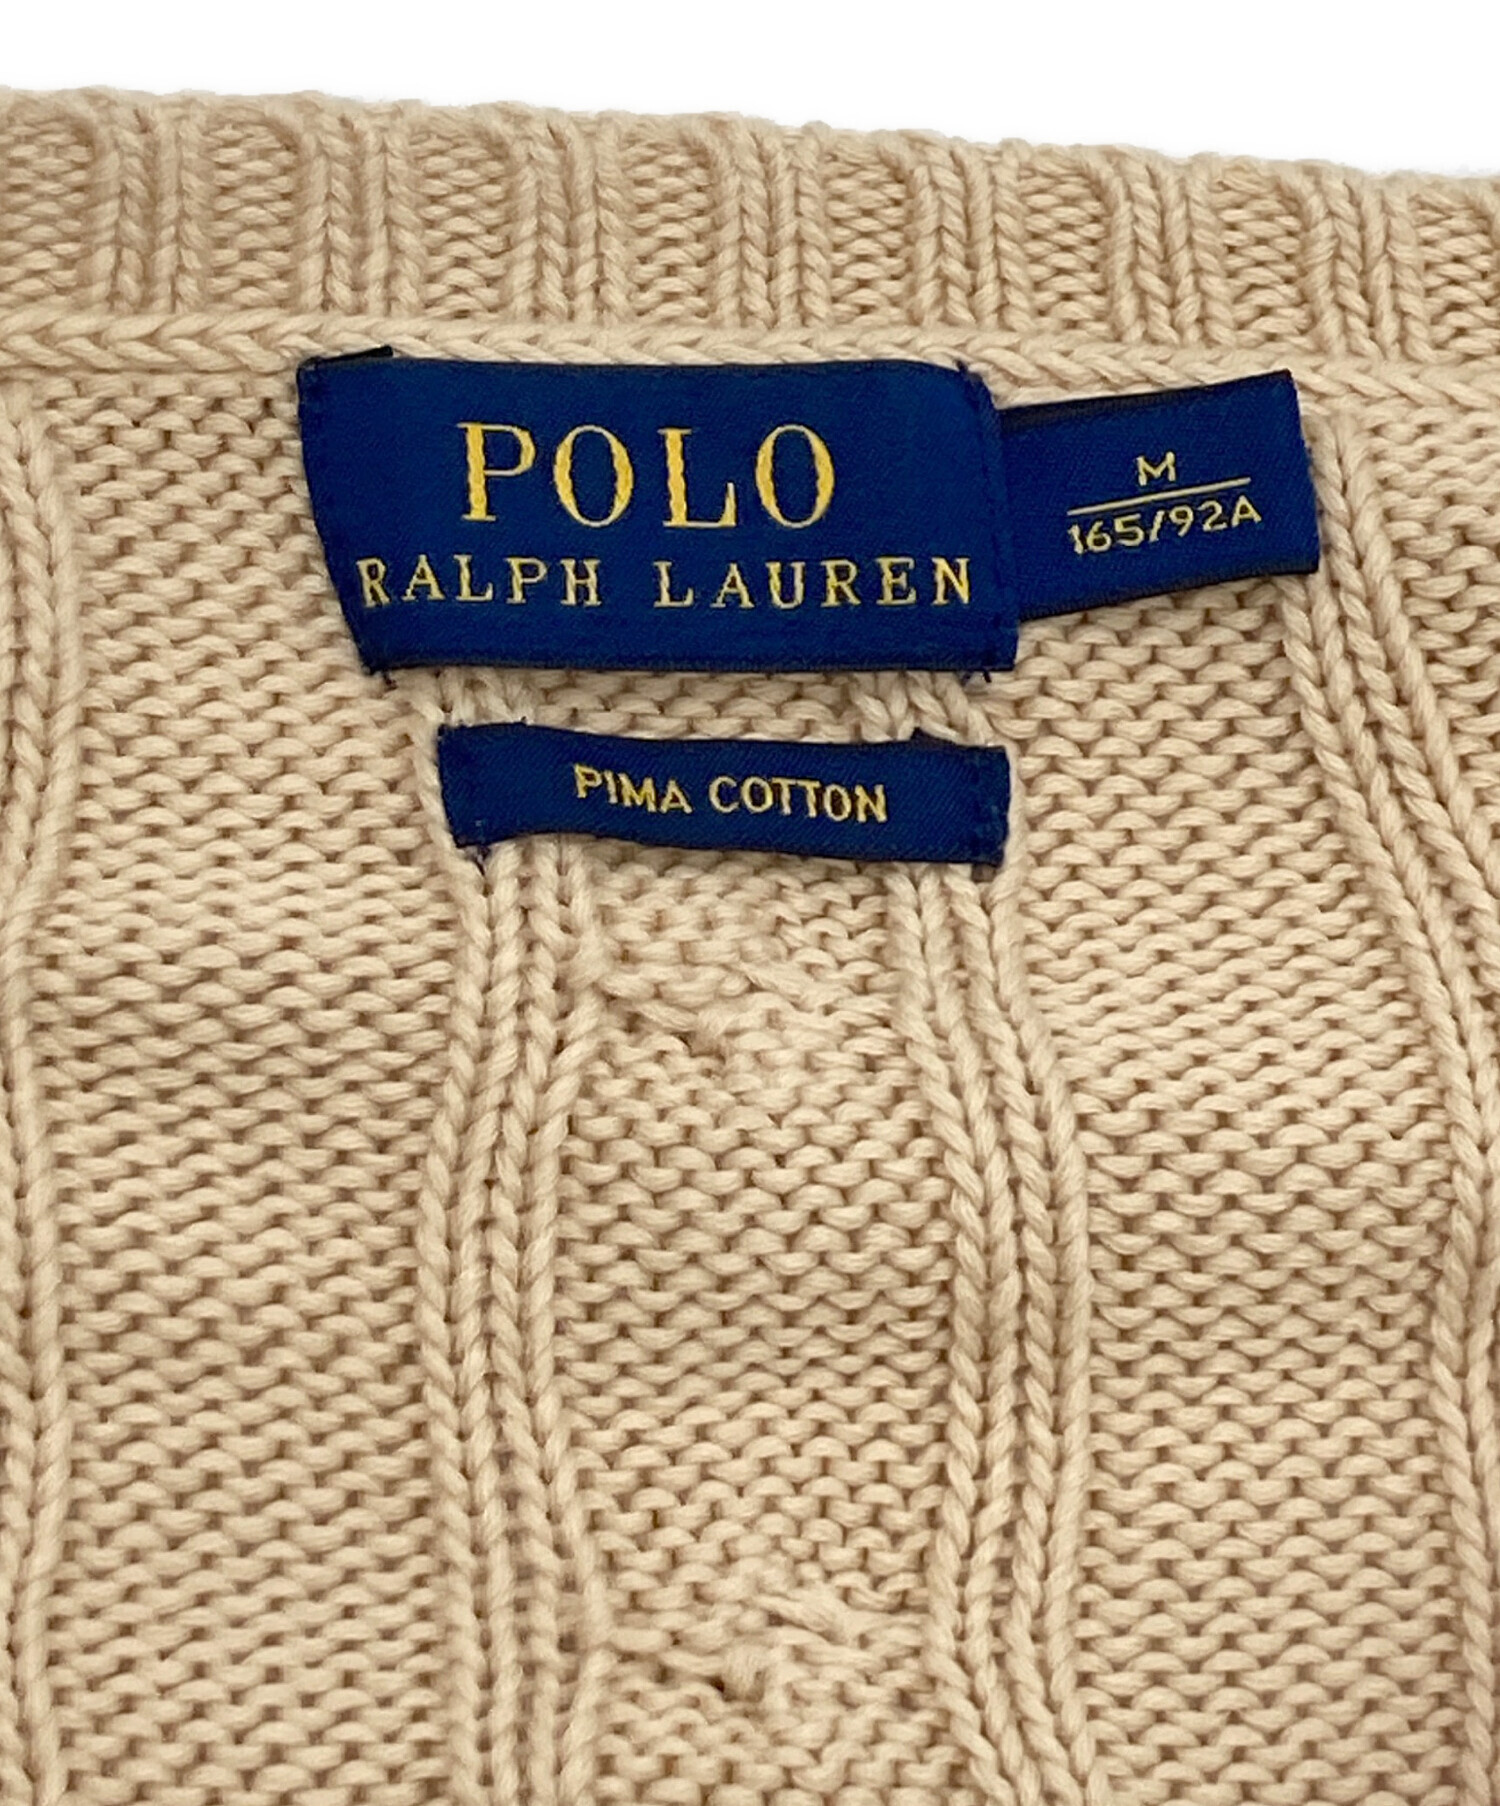 POLO
RALPH LAUREN
M
165/92A
PIMA COTTON